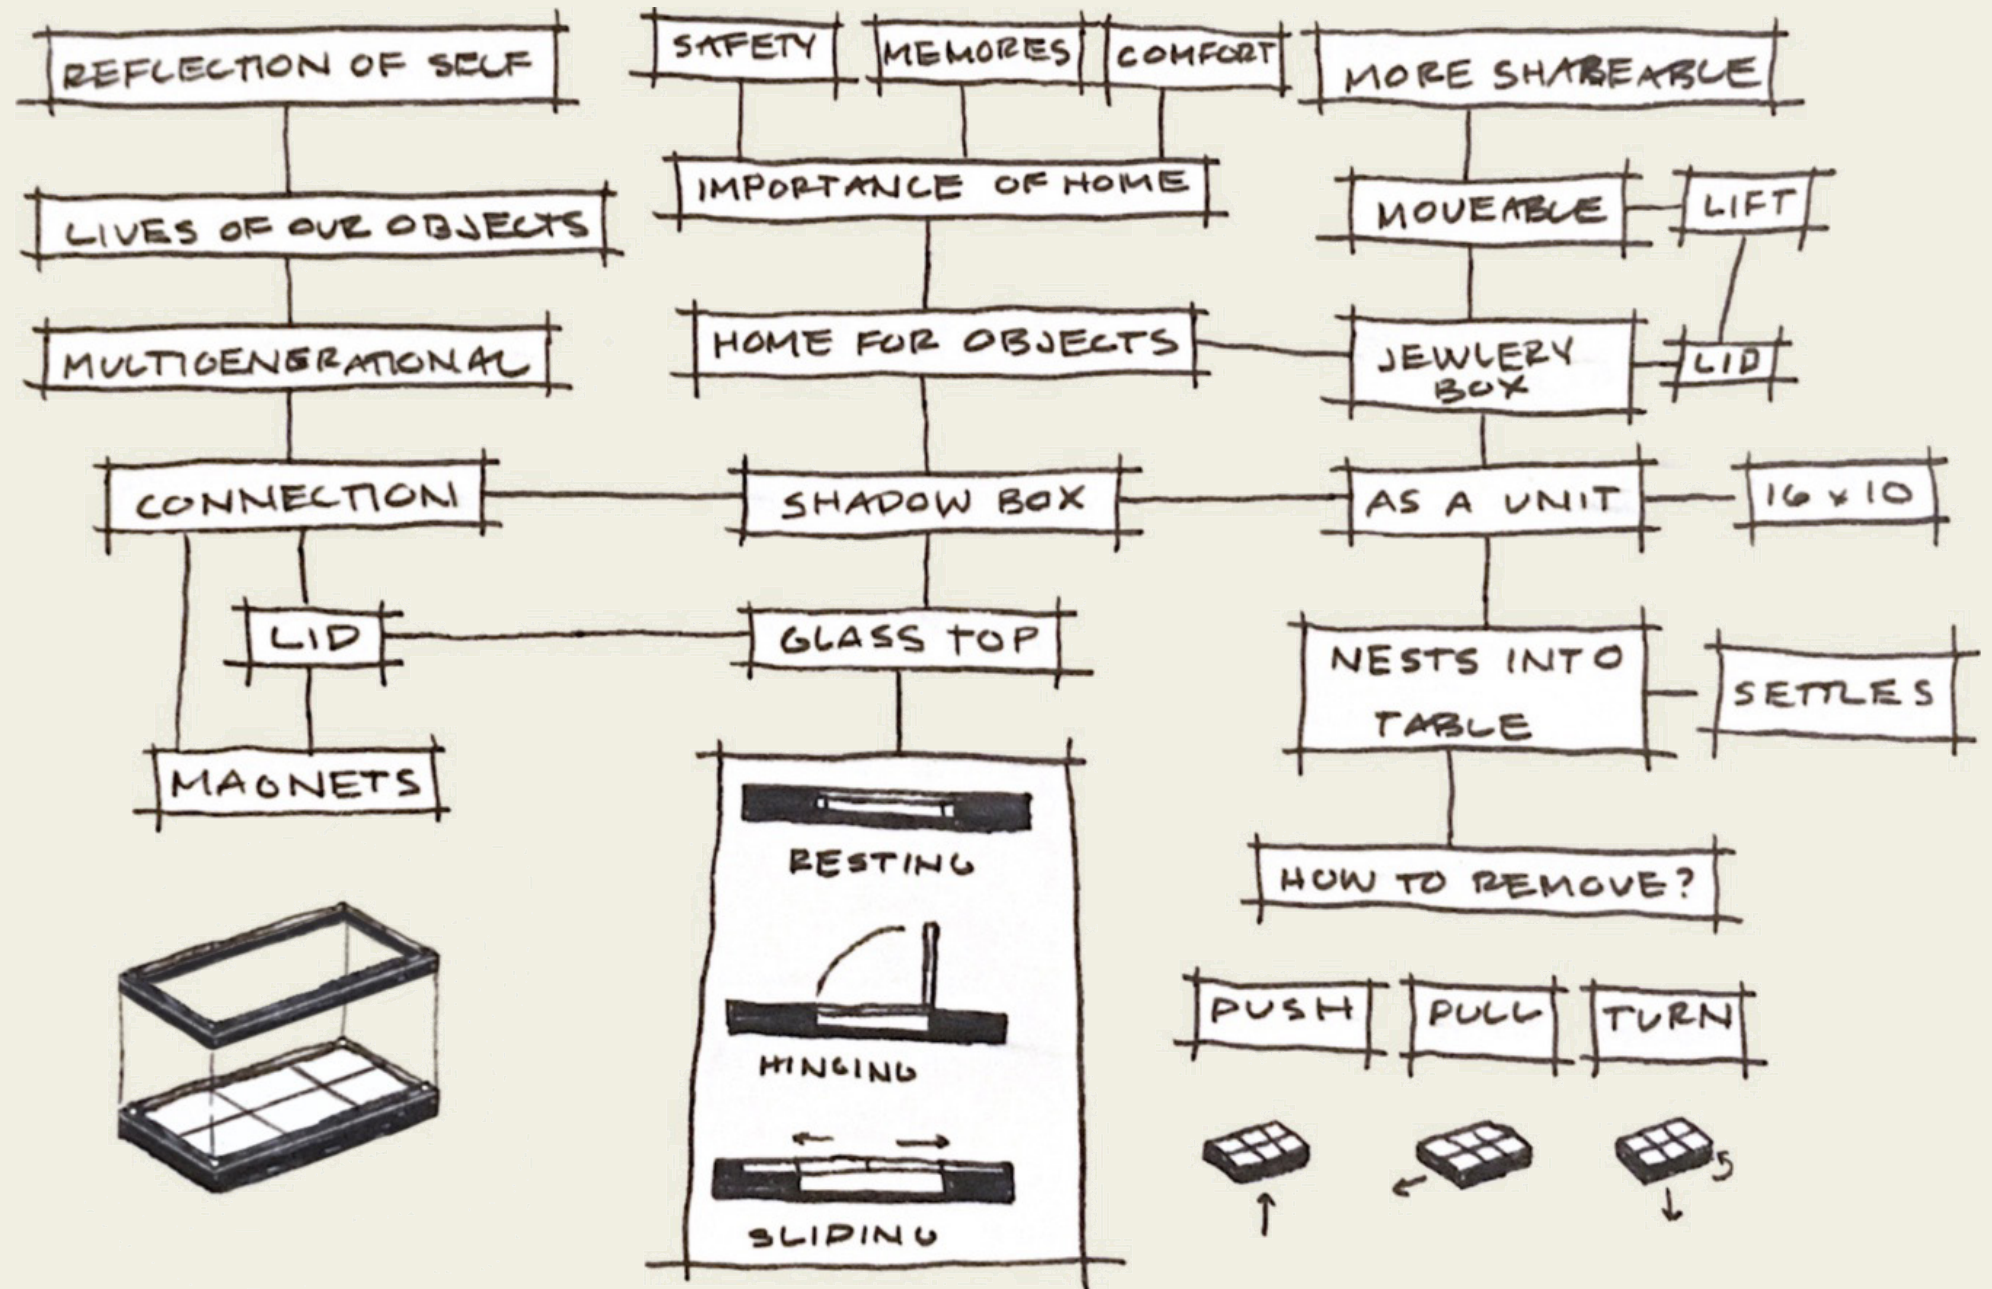 REFLECTION OF SELF
SAFETY
MEMORES
COMFORT
MORE SHAREABLE
LIVES OF OUR OBJECTS
IMPORTANCE OF HOME
MOVEABLE
LIFT
MULTIGENERATIONAL
HOME FOR OBJECTS
JEWLERY
BOX
LID
CONNECTION
SHADOW BOX
AS A UNIT
16 x 10
LID
GLASS TOP
NESTS INTO
TABLE
SETTLES
MAGNETS
RESTING
HINGING
SLIDING
HOW TO REMOVE?
PUSH
PULL
TURN